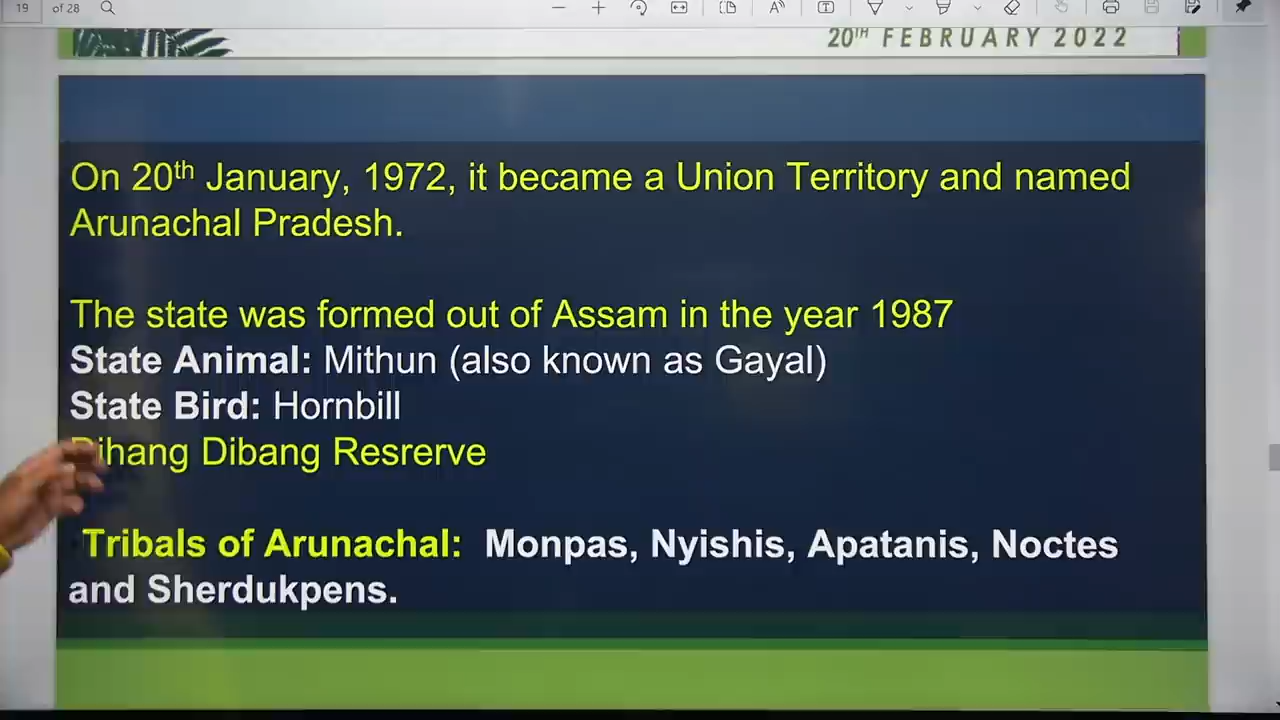 19 of 28
20TH FEBRUARY 2022
On 20th January, 1972, it became a Union Territory and named
Arunachal Pradesh.
The state was formed out of Assam in the year 1987
State Animal: Mithun (also known as Gayal)
State Bird: Hornbill
Dihang Dibang Resrerve
Tribals of Arunachal: Monpas, Nyishis, Apatanis, Noctes
and Sherdukpens.